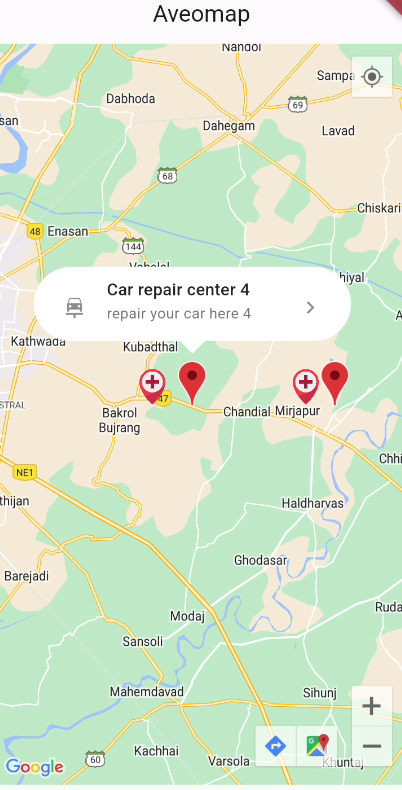 Aveomap
Nandol
Sampa
69
Dabhoda
san
Dahegam
Lavad
68
Chiskari
48
Enasan
144
Vahelal
hiyal
Car repair center 4
repair your car here 4
Kathwada
Kubadthal
STRAL
47
Bakrol
Bujrang
Chandial
Mirjapur
Chhi
NE1
thijan
Haldharvas
Ghodasar
Barejadi
Ruda
Modaj
Sansoli
Mahemdavad
Sihunj
+
Kachhai
60
Varsola
Khuntaj
G
Google
−